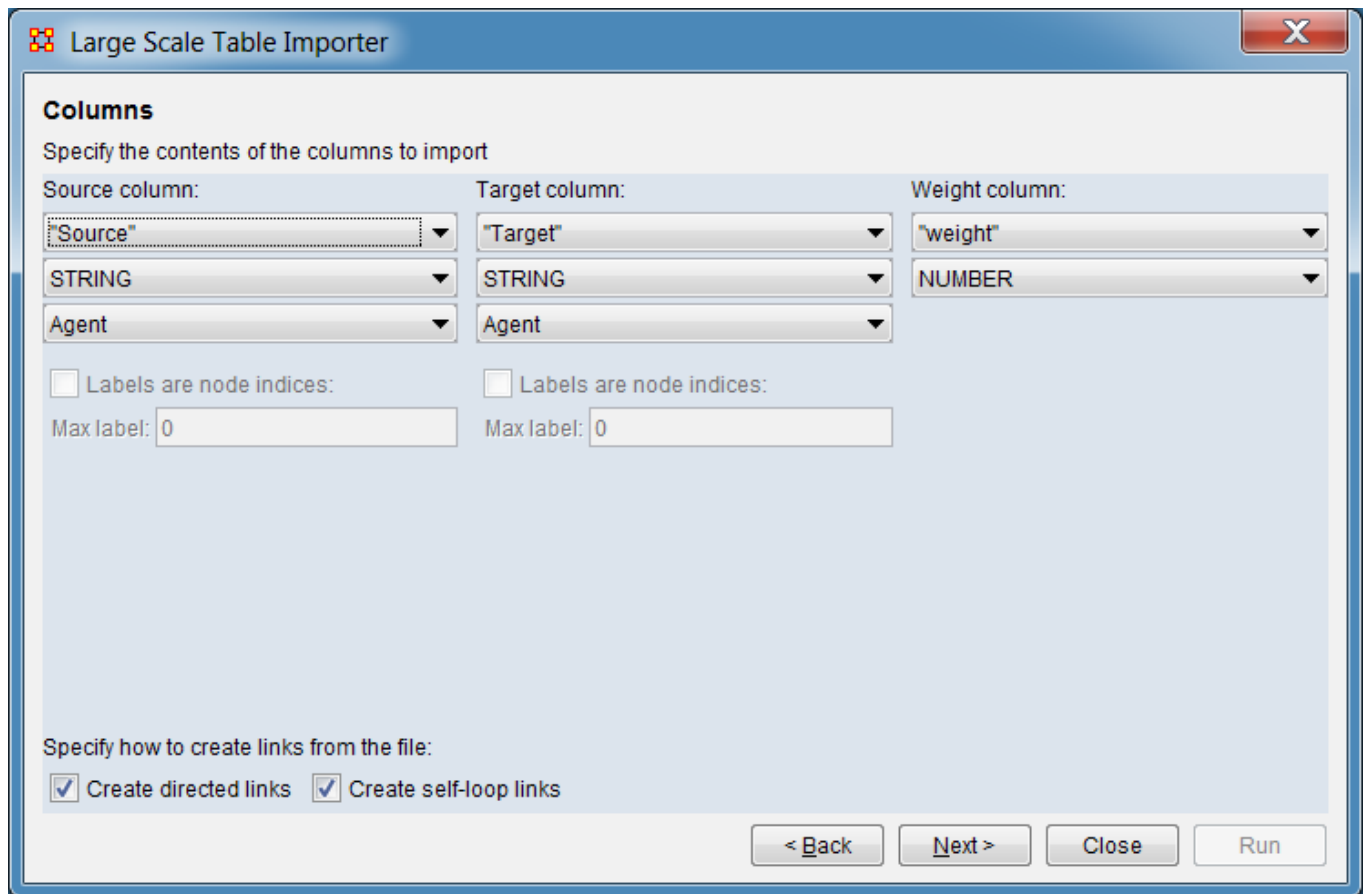 Large Scale Table Importer
X
Columns
Specify the contents of the columns to import
Source column: Target column: Weight column:
"Source" "Target" "weight"
STRING STRING NUMBER
Agent Agent
Labels are node indices: Labels are node indices:
Max label: 0 Max label: 0
Specify how to create links from the file:
Create directed links Create self-loop links
< Back Next > Close Run